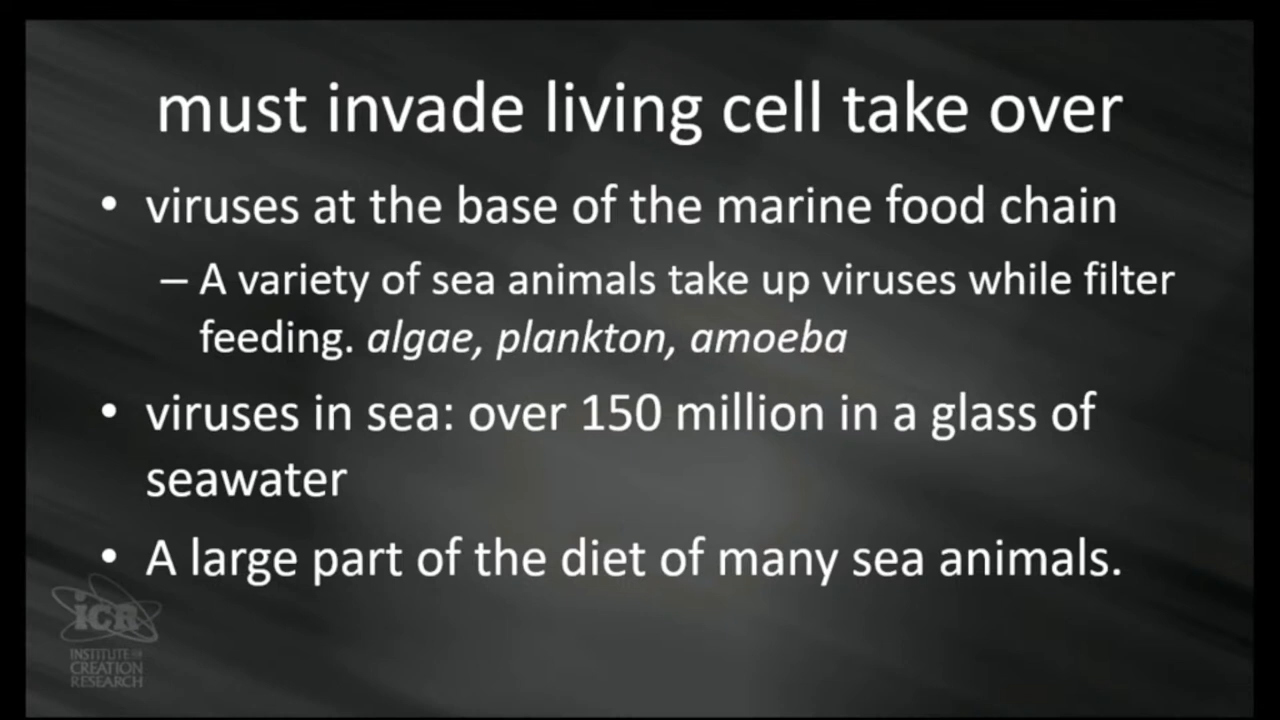 must invade living cell take over
• viruses at the base of the marine food chain
– A variety of sea animals take up viruses while filter
feeding. algae, plankton, amoeba
• viruses in sea: over 150 million in a glass of
seawater
• A large part of the diet of many sea animals.
iCR
INSTITUTE for
CREATION
RESEARCH